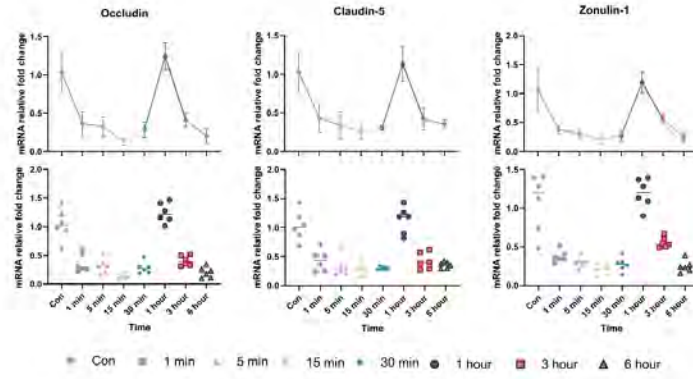 Occludin
Claudin-5
Zonulin-1
mRNA relative fold change
1.5
1.0
0.5
0.0
mRNA relative fold change
1.5
1.0
0.5
0.0
mRNA relative fold change
2.0
1.5
1.0
0.5
0.0
mRNA relative fold change
2.0
1.5
1.0
0.5
0.0
Con
1 min
5 min
15 min
30 min
1 hour
3 hour
6 hour
Time
mRNA relative fold change
2.0
1.5
1.0
0.5
0.0
Con
1 min
5 min
15 min
30 min
1 hour
3 hour
6 hour
Time
mRNA relative fold change
1.5
1.0
0.5
0.0
Con
1 min
5 min
15 min
30 min
1 hour
3 hour
6 hour
Time
Con 1 min 5 min 15 min 30 min 1 hour 3 hour 6 hour